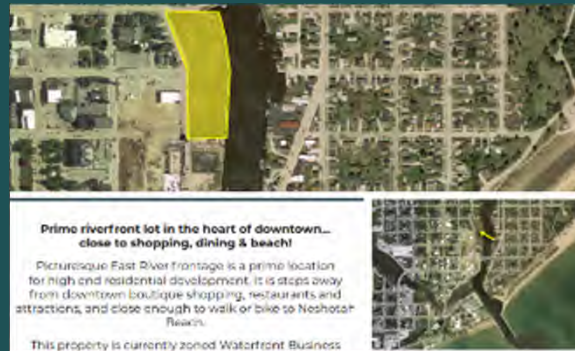 Prime riverfront lot in the heart of downtown...
close to shopping, dining & beach!
Picturesque East River frontage is a prime location
for high end residential development. It is steps away
from downtown boutique shopping, restaurants and
attractions, and close enough to walk or bike to Neshotah
Beach.
This property is currently zoned Waterfront Business